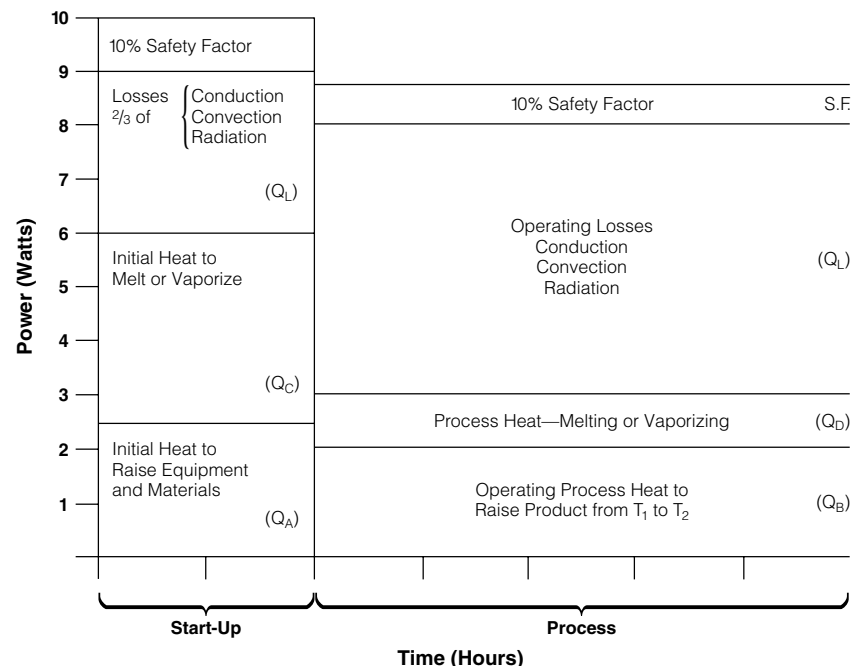 10
9
8
7
6
5
4
3
2
1
Power (Watts)
10% Safety Factor
Losses
2/3 of
Conduction
Convection
Radiation
(QL)
Initial Heat to
Melt or Vaporize
(QC)
Initial Heat to
Raise Equipment
and Materials
(QA)
10% Safety Factor S.F.
Operating Losses
Conduction
Convection
Radiation
(QL)
Process Heat—Melting or Vaporizing (QD)
Operating Process Heat to
Raise Product from T1 to T2
(QB)
Start-Up
Process
Time (Hours)